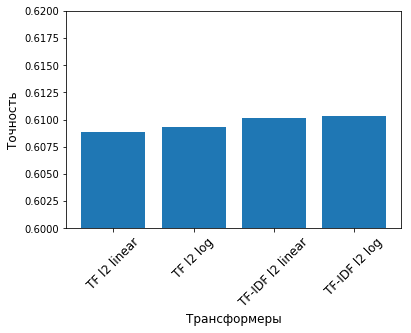 0.6200
0.6175
0.6150
0.6125
0.6100
0.6075
0.6050
0.6025
0.6000
Точность
TF l2 linear
TF l2 log
TF-IDF l2 linear
TF-IDF l2 log
Трансформеры